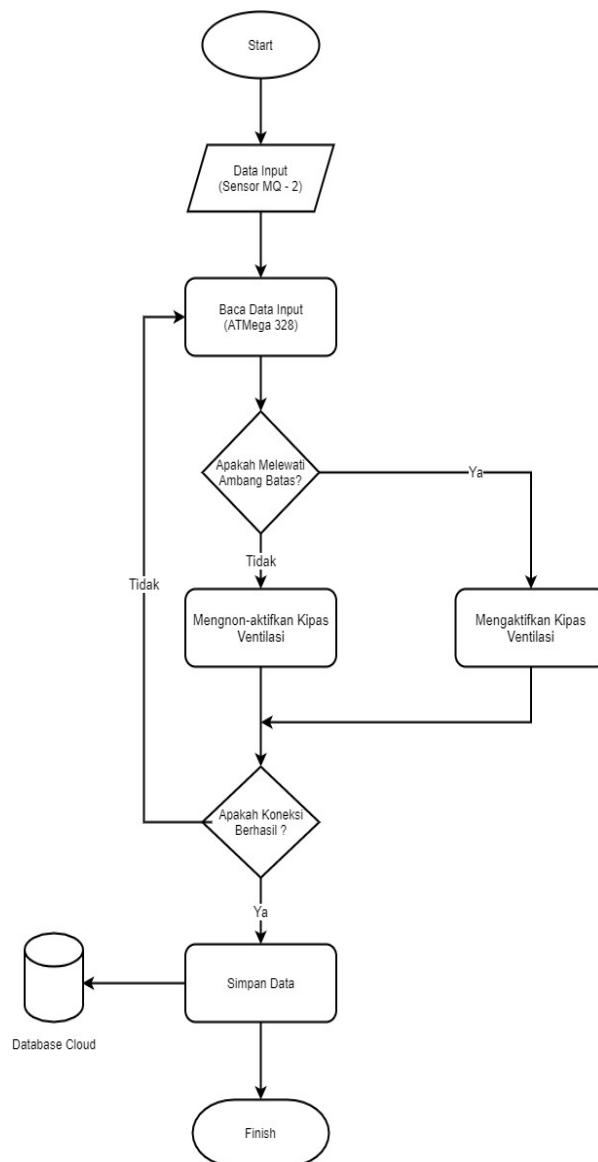 Start
Data Input
(Sensor MQ - 2)
Baca Data Input
(ATMega 328)
Apakah Melewati
Ambang Batas?
Ya
Tidak
Tidak
Mengnon-aktifkan Kipas
Ventilasi
Mengaktifkan Kipas
Ventilasi
Apakah Koneksi
Berhasil ?
Ya
Simpan Data
Database Cloud
Finish